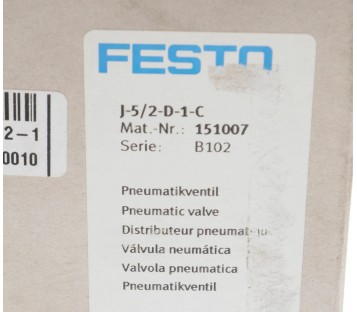 FESTO
J-5/2-D-1-C
Mat.-Nr.: 151007
Serie: B102
2-1
0010
Pneumatikventil
Pneumatic valve
Distributeur
Válvula neumática
Valvola pneumatica
Pneumatikventil